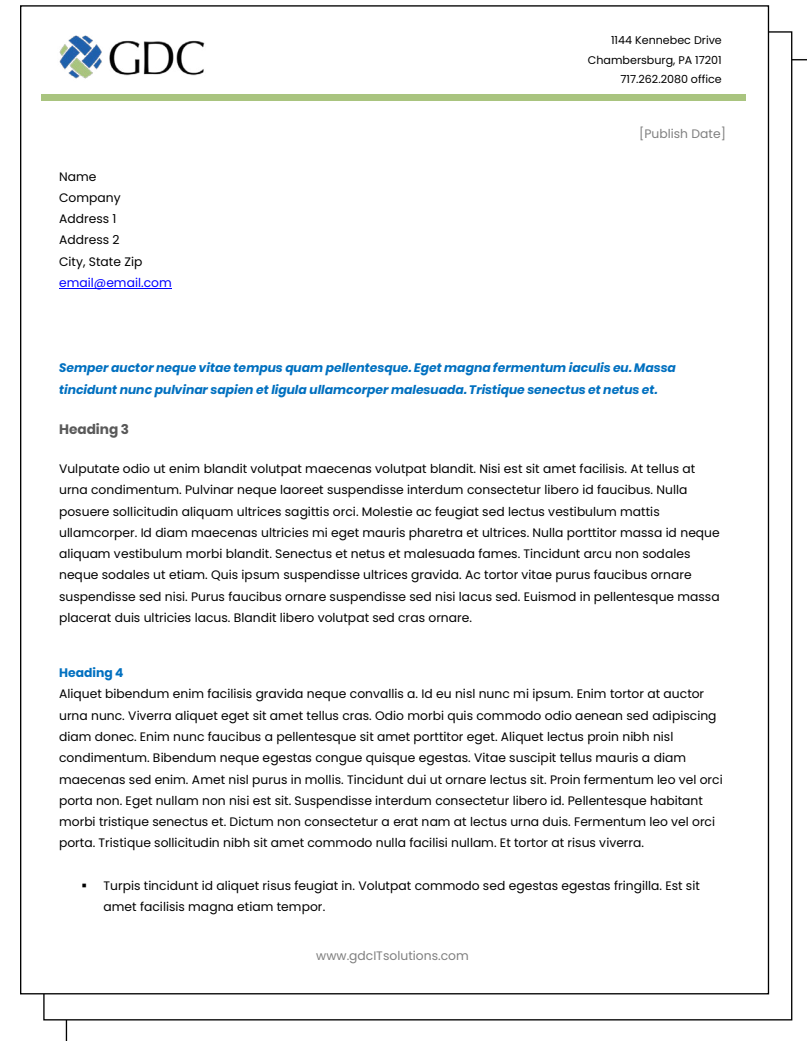 GDC
1144 Kennebec Drive
Chambersburg, PA 17201
717.262.2080 office
[Publish Date]
Name
Company
Address 1
Address 2
City, State Zip
email@email.com
Semper auctor neque vitae tempus quam pellentesque. Eget magna fermentum iaculis eu. Massa
tincidunt nunc pulvinar sapien et ligula ullamcorper malesuada. Tristique senectus et netus et.
Heading 3
Vulputate odio ut enim blandit volutpat maecenas volutpat blandit. Nisi est sit amet facilisis. At tellus at
urna condimentum. Pulvinar neque laoreet suspendisse interdum consectetur libero id faucibus. Nulla
posuere sollicitudin aliquam ultrices sagittis orci. Molestie ac feugiat sed lectus vestibulum mattis
ullamcorper. Id diam maecenas ultricies mi eget mauris pharetra et ultrices. Nulla porttitor massa id neque
aliquam vestibulum morbi blandit. Senectus et netus et malesuada fames. Tincidunt arcu non sodales
neque sodales ut etiam. Quis ipsum suspendisse ultrices gravida. Ac tortor vitae purus faucibus ornare
suspendisse sed nisi. Purus faucibus ornare suspendisse sed nisi lacus sed. Euismod in pellentesque massa
placerat duis ultricies lacus. Blandit libero volutpat sed cras ornare.
Heading 4
Aliquet bibendum enim facilisis gravida neque convallis a. Id eu nisl nunc mi ipsum. Enim tortor at auctor
urna nunc. Viverra aliquet eget sit amet tellus cras. Odio morbi quis commodo odio aenean sed adipiscing
diam donec. Enim nunc faucibus a pellentesque sit amet porttitor eget. Aliquet lectus proin nibh nisl
condimentum. Bibendum neque egestas congue quisque egestas. Vitae suscipit tellus mauris a diam
maecenas sed enim. Amet nisl purus in mollis. Tincidunt dui ut ornare lectus sit. Proin fermentum leo vel orci
porta non. Eget nullam non nisi est sit. Suspendisse interdum consectetur libero id. Pellentesque habitant
morbi tristique senectus et. Dictum non consectetur a erat nam at lectus urna duis. Fermentum leo vel orci
porta. Tristique sollicitudin nibh sit amet commodo nulla facilisi nullam. Et tortor at risus viverra.
▪ Turpis tincidunt id aliquet risus feugiat in. Volutpat commodo sed egestas egestas fringilla. Est sit
amet facilisis magna etiam tempor.
www.gdcITsolutions.com